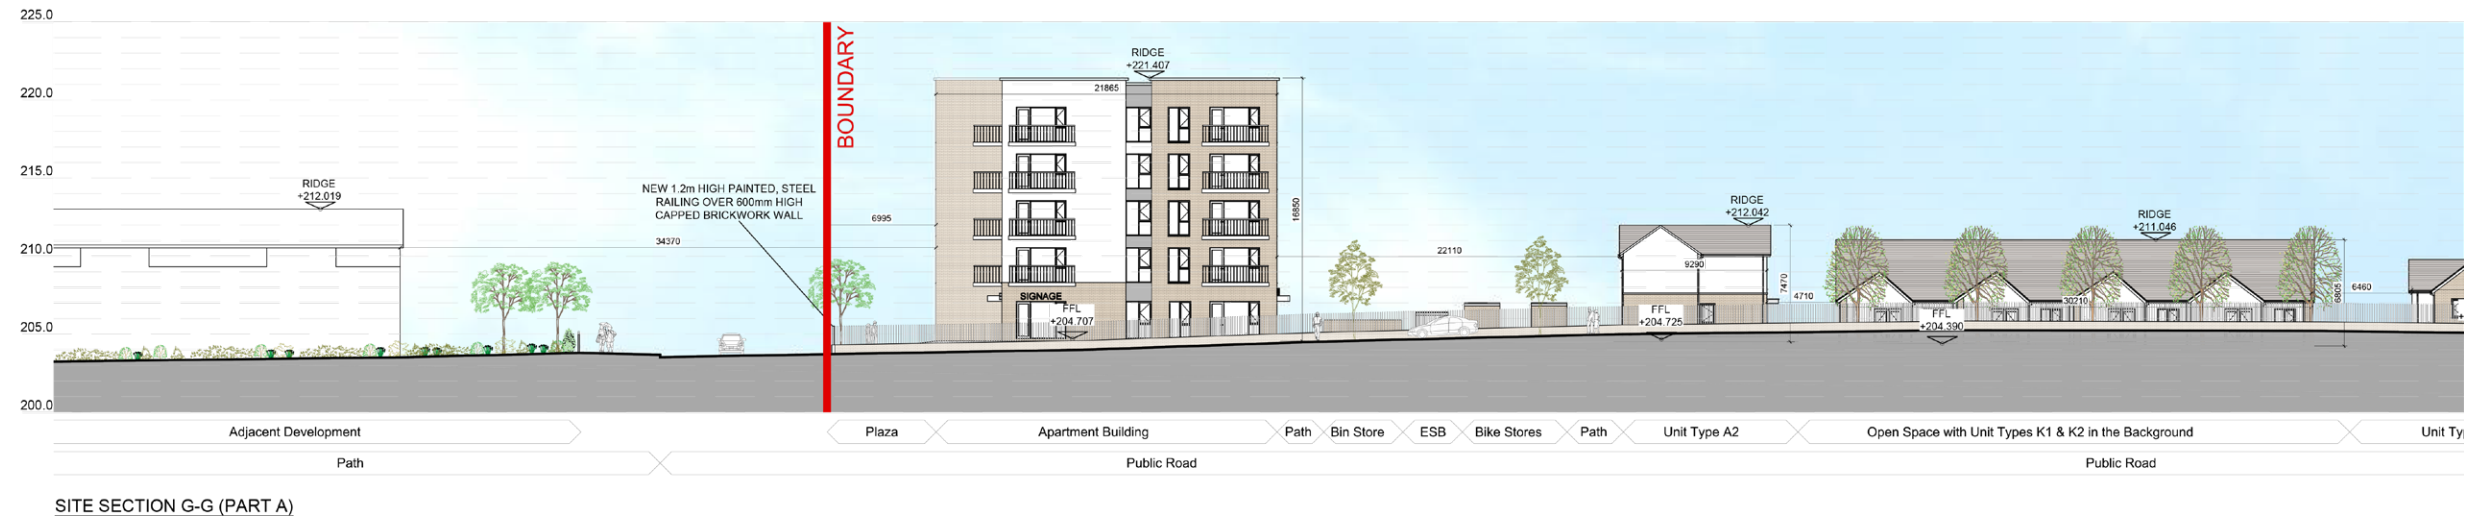 225.0
220.0
215.0
210.0
205.0
200.0
RIDGE
+212.019
34370
NEW 1.2m HIGH PAINTED, STEEL
RAILING OVER 600mm HIGH
CAPPED BRICKWORK WALL
BOUNDARY
6995
RIDGE
+221.407
21865
16850
SIGNAGE
FFL
+204.707
22110
RIDGE
+212.042
9290
7470
4710
FFL
+204.725
RIDGE
+211.046
30210
FFL
+204.390
6805
6460
Adjacent Development
Plaza
Apartment Building
Path
Bin Store
ESB
Bike Stores
Path
Unit Type A2
Open Space with Unit Types K1 & K2 in the Background
Unit Ty
Path
Public Road
Public Road
SITE SECTION G-G (PART A)